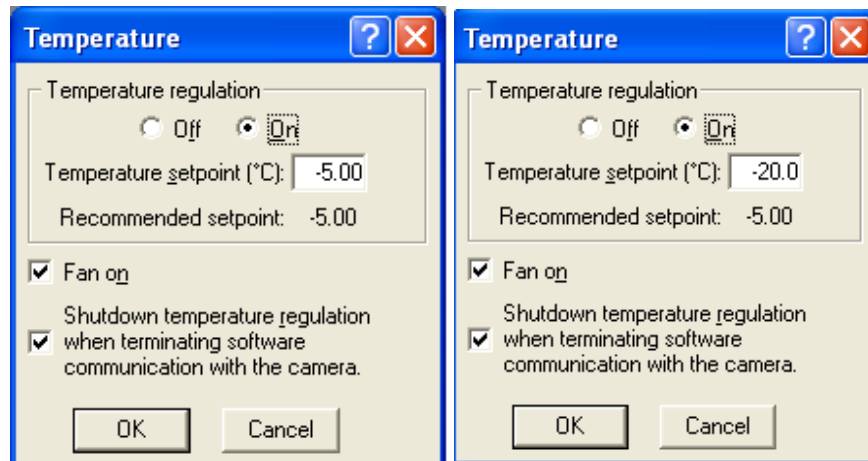 Temperature
Temperature regulation
Off On
Temperature setpoint (°C): -5.00
Recommended setpoint: -5.00
Fan on
Shutdown temperature regulation
when terminating software
communication with the camera.
OK Cancel
Temperature
Temperature regulation
Off On
Temperature setpoint (°C): -20.0
Recommended setpoint: -5.00
Fan on
Shutdown temperature regulation
when terminating software
communication with the camera.
OK Cancel